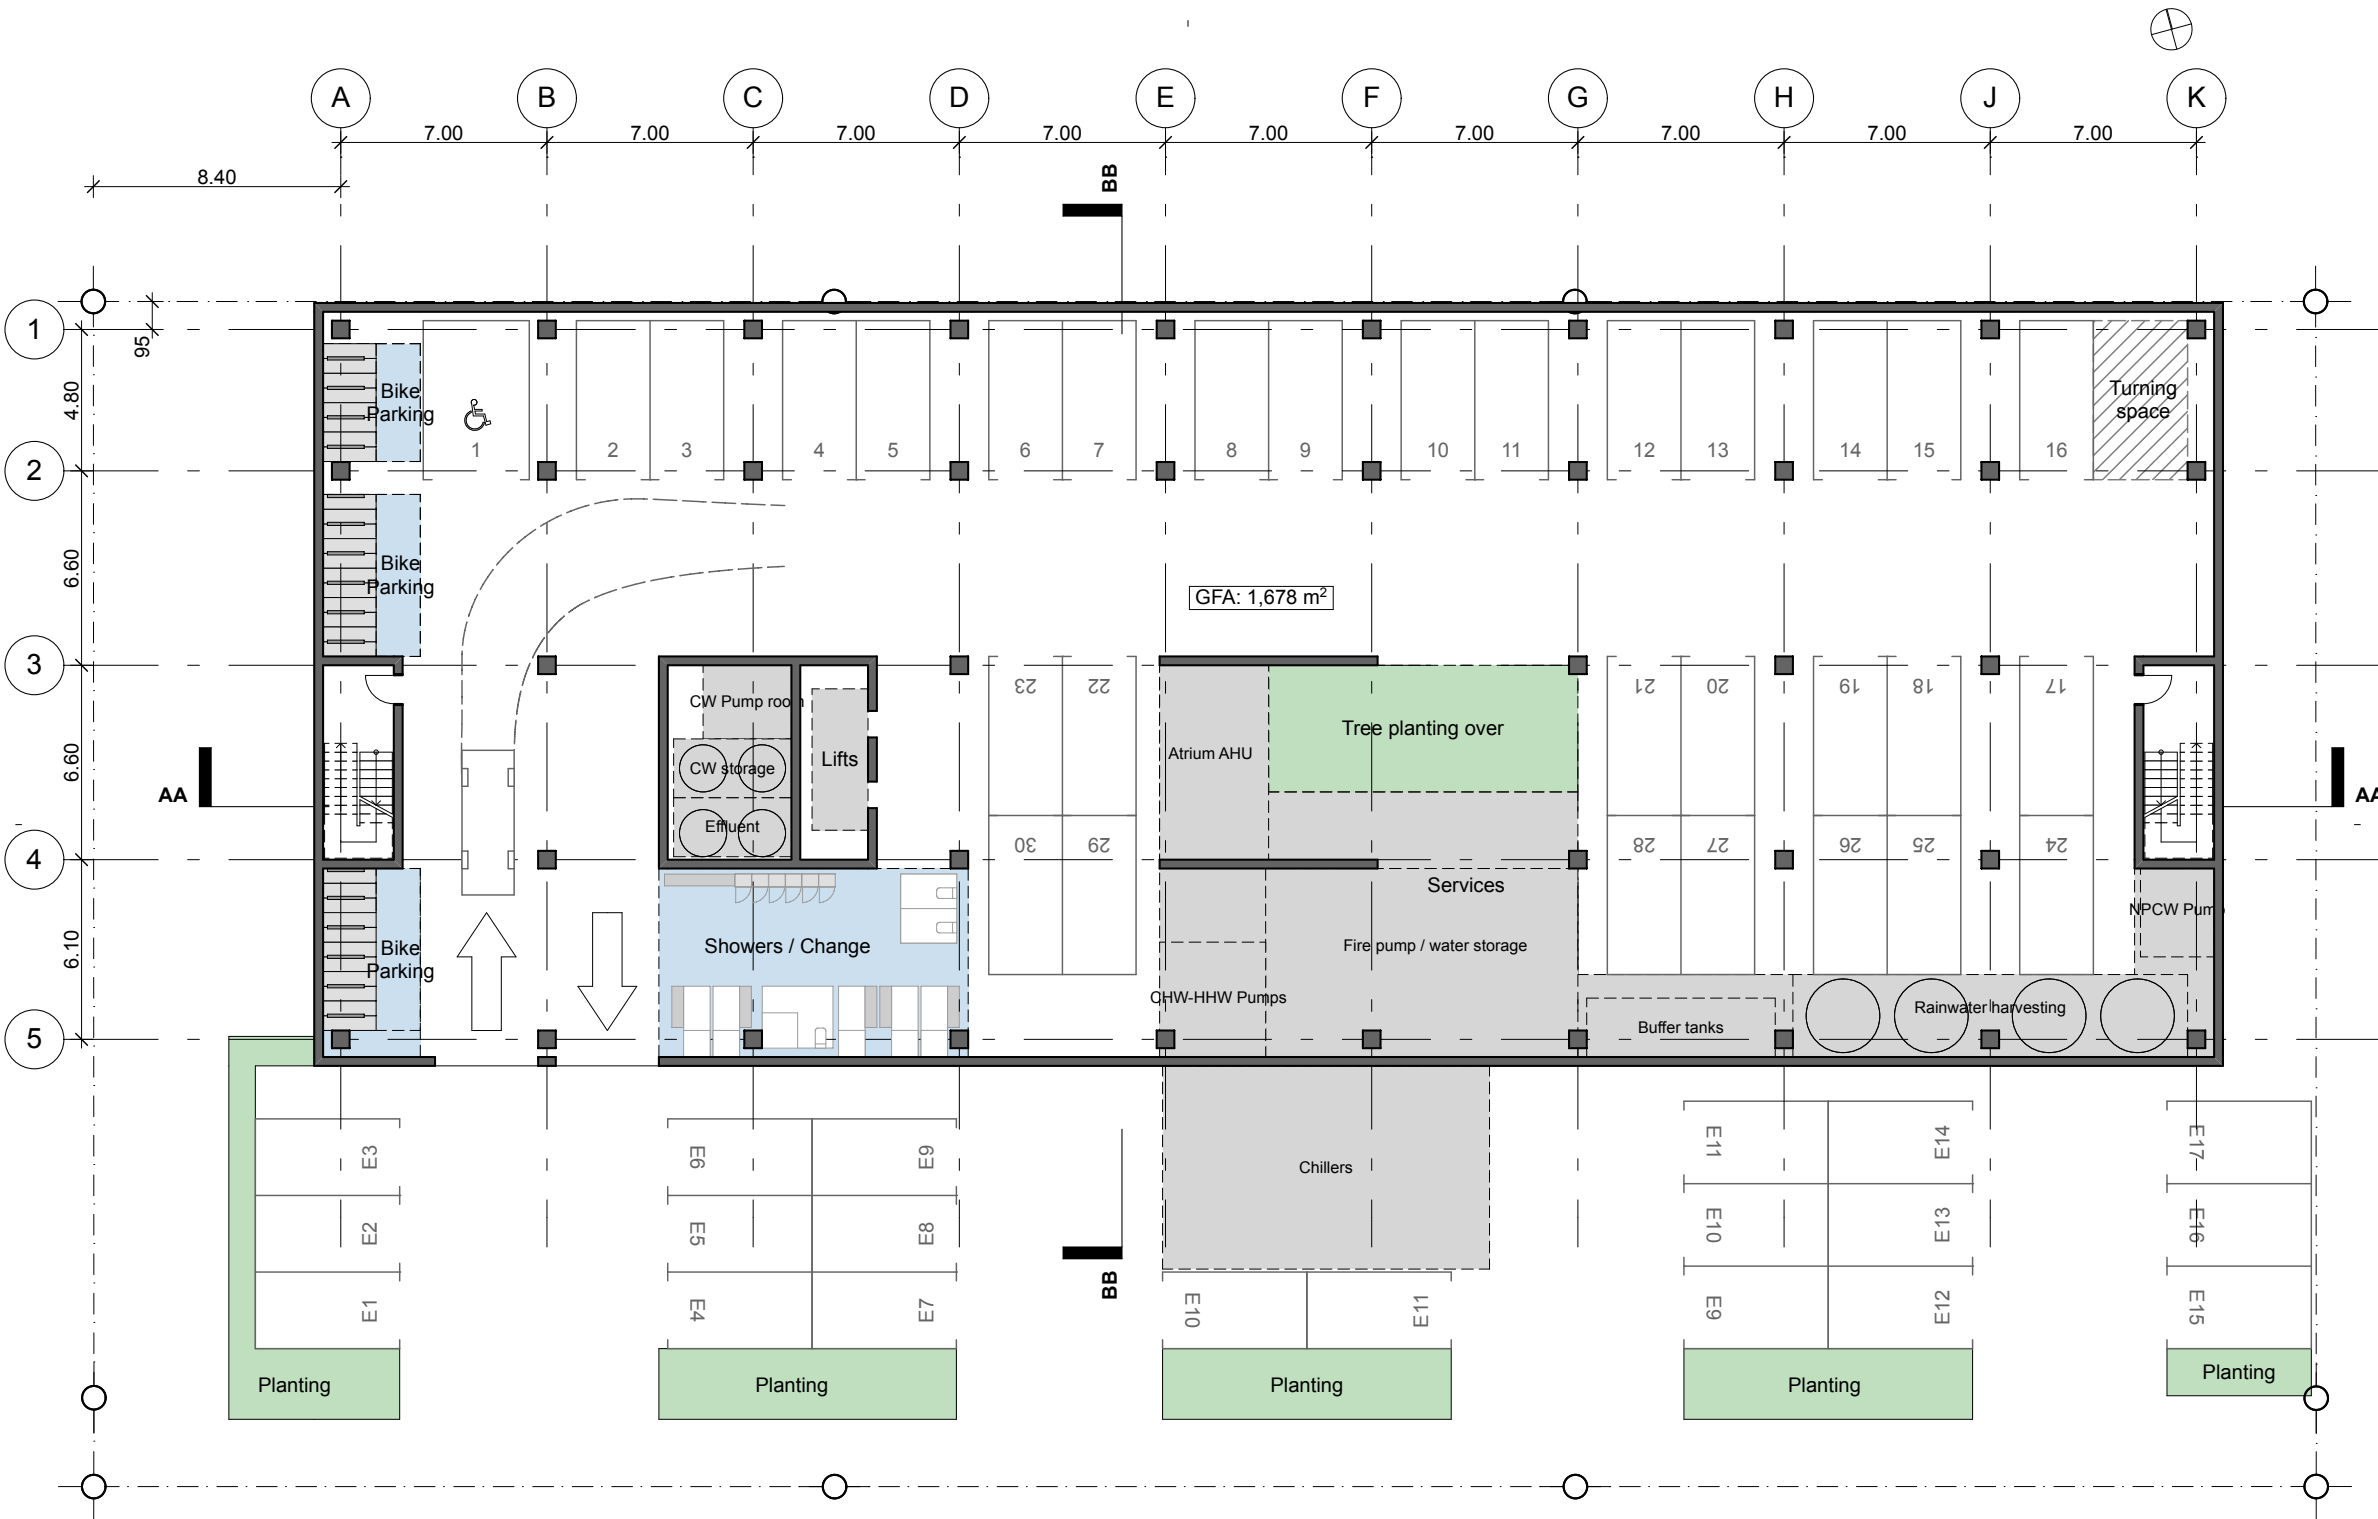 A
B
C
D
E
F
G
H
J
K
7.00
7.00
7.00
7.00
7.00
7.00
7.00
7.00
7.00
8.40
BB
1
95
4.80
2
6.60
3
6.60
4
6.10
5
Bike
Parking
1
2
3
4
5
6
7
8
9
10
11
12
13
14
15
16
Turning
space
Bike
Parking
GFA: 1,678 m²
CW Pump room
CW storage
Effluent
Lifts
23
22
Atrium AHU
Tree planting over
21
20
19
18
17
AA
AA
30
29
28
27
26
25
24
Services
Bike
Parking
Showers / Change
Fire pump / water storage
CHW-HHW Pumps
NPCW Pump
Buffer tanks
Rainwater harvesting
Chillers
E3
E2
E1
E6
E5
E4
E9
E8
E7
BB
E10
E11
E11
E10
E9
E14
E13
E12
E17
E16
E15
Planting
Planting
Planting
Planting
Planting